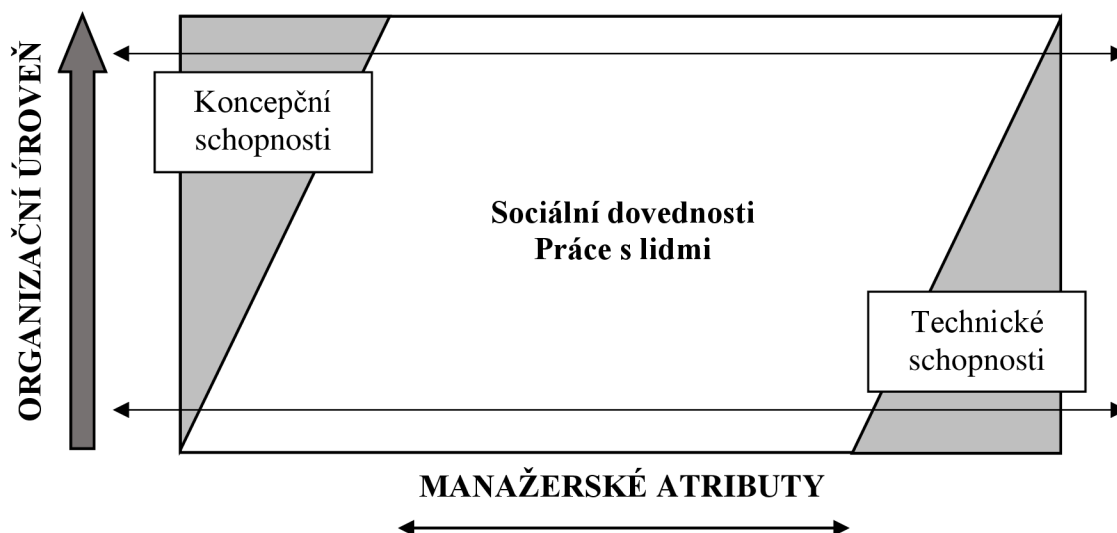 ORGANIZAČNÍ ÚROVEŇ
Koncepční
schopnosti
Sociální dovednosti
Práce s lidmi
Technické
schopnosti
MANAŽERSKÉ ATRIBUTY